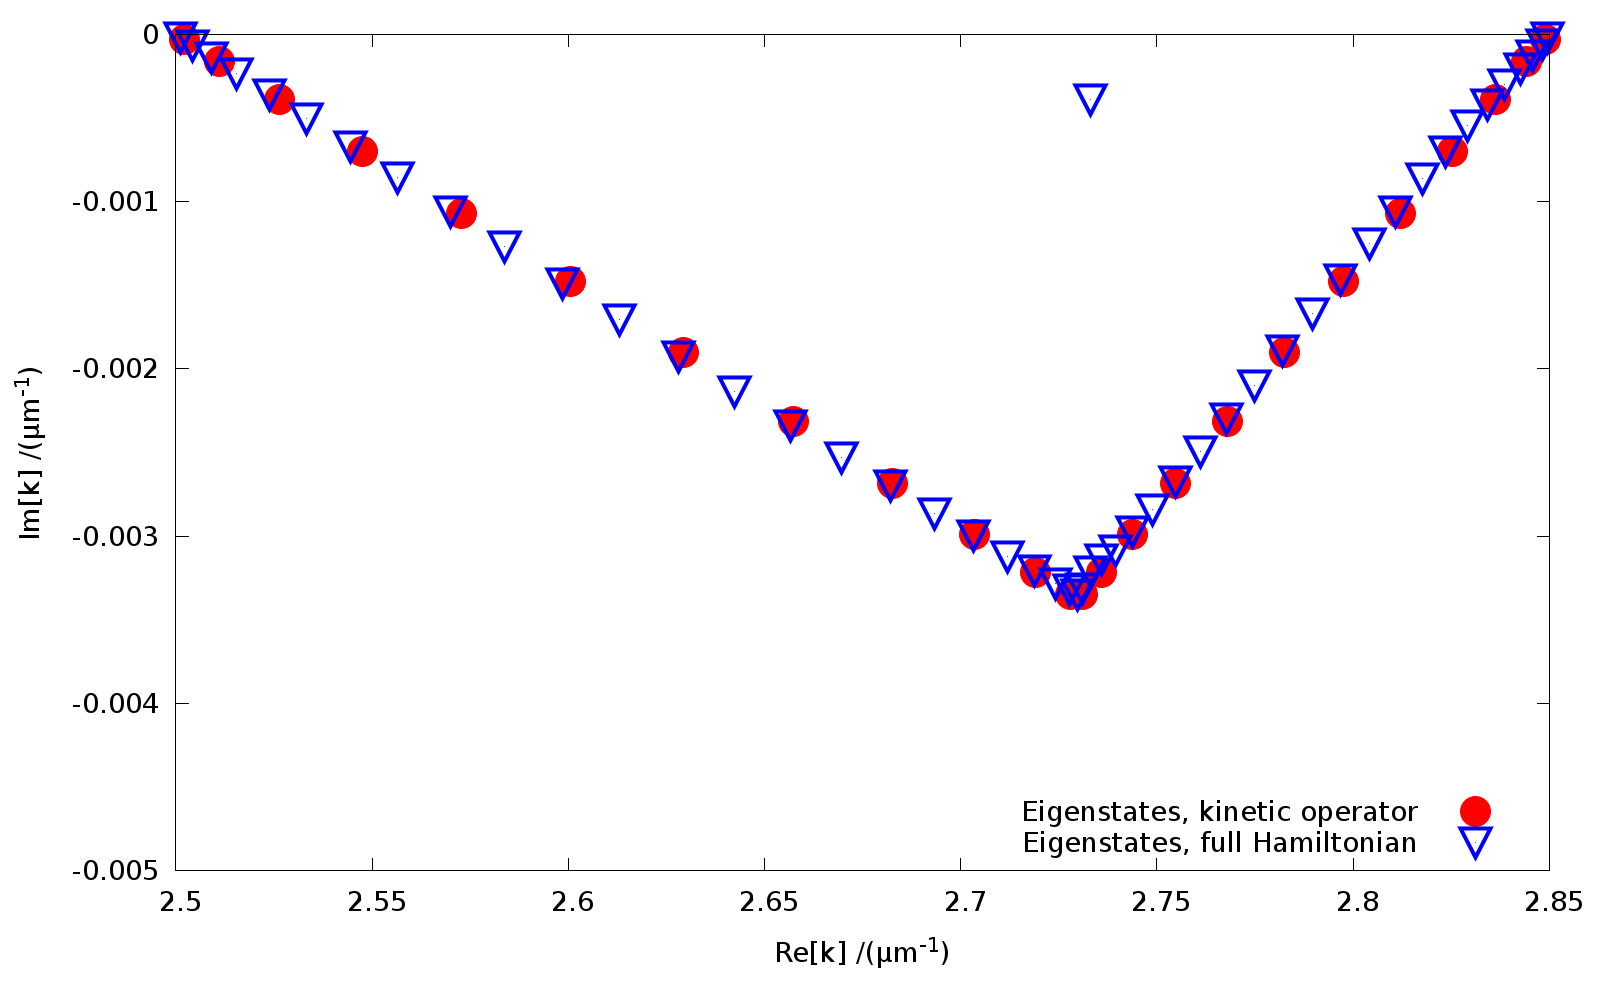 0
-0.001
-0.002
-0.003
-0.004
-0.005
2.5 2.55 2.6 2.65 2.7 2.75 2.8 2.85
Im[k] /(µm⁻¹)
Re[k] /(µm⁻¹)
Eigenstates, kinetic operator
Eigenstates, full Hamiltonian